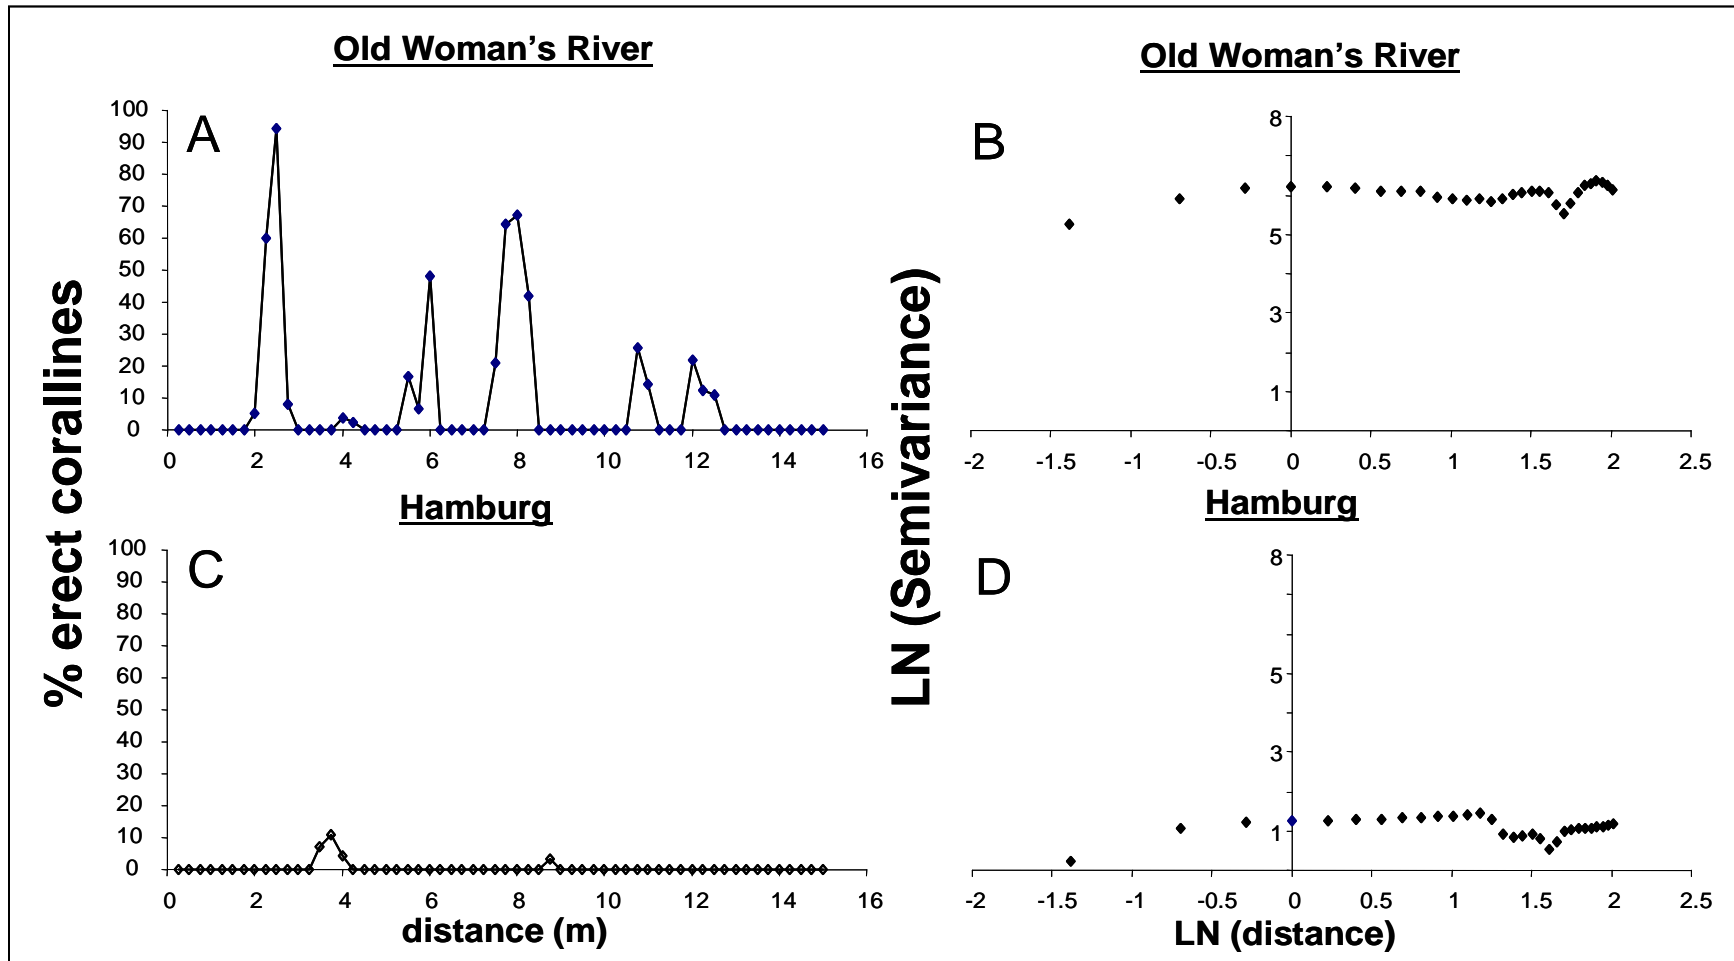 Old Woman's River
A
% erect corallines
100
90
80
70
60
50
40
30
20
10
0
0 2 4 6 8 10 12 14 16
Old Woman's River
B
LN (Semivariance)
8
5
3
1
-2 -1.5 -1 -0.5 0 0.5 1 1.5 2 2.5
Hamburg
C
100
90
80
70
60
50
40
30
20
10
0
0 2 4 6 8 10 12 14 16
distance (m)
Hamburg
D
8
5
3
1
-2 -1.5 -1 -0.5 0 0.5 1 1.5 2 2.5
LN (distance)